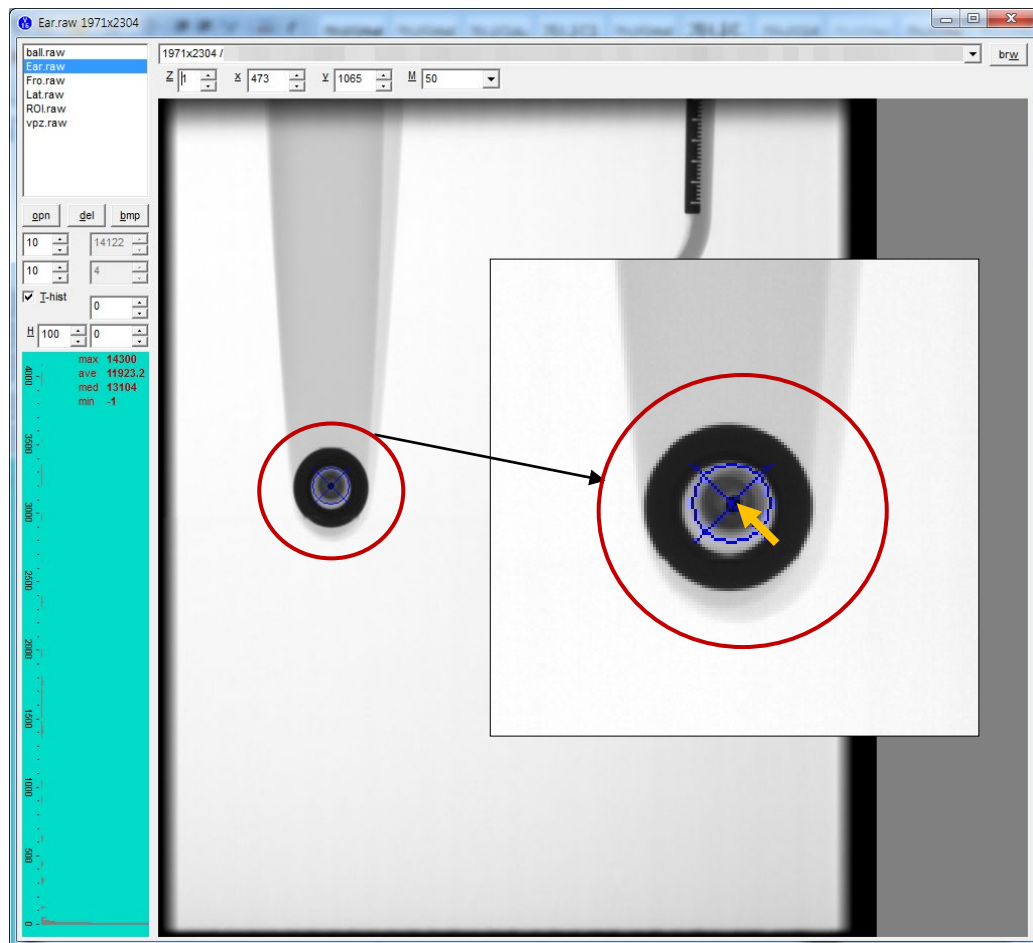 Ear.raw 1971x2304
ball.raw
Ear.raw
Fro.raw
Lat.raw
ROI.raw
vpz.raw
1971x2304 /
brw
Z 1 X 473 Y 1065 M 50
opn del bmp
10 14122
10 4
T-hist
0
H 100 0
max 14300
ave 11923.2
med 13104
min -1
4000
3500
3000
2500
2000
1500
1000
500
0